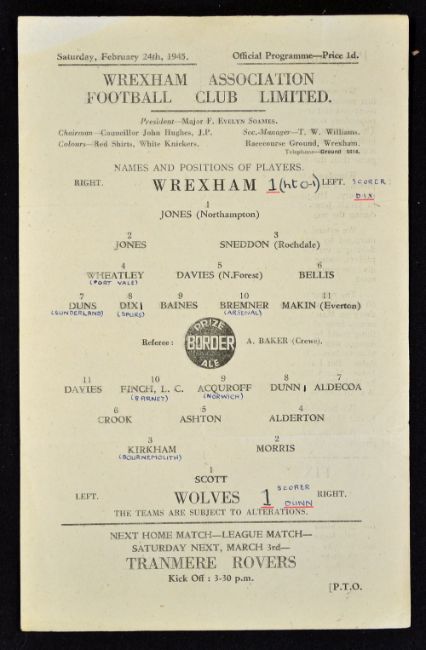 Saturday, February 24th, 1945. Official Programme—Price 1d.
WREXHAM ASSOCIATION
FOOTBALL CLUB LIMITED.
President—Major F. Evelyn Soames.
Chairman—Councillor John Hughes, J.P. Sec.-Manager—T. W. Williams.
Colours—Red Shirts, White Knickers. Racecourse Ground, Wrexham.
Telephone—Ground
NAMES AND POSITIONS OF PLAYERS.
RIGHT. WREXHAM 1 (ht 0-1) LEFT. SCORER
DIX
1
JONES (Northampton)
2 3
JONES SNEDDON (Rochdale)
4 5 6
WHEATLEY DAVIES (N.Forest) BELLIS
(PORT VALE)
7 8 9 10 11
DUNS DIX 1 BAINES BREMNER MAKIN (Everton)
(SUNDERLAND) (SPURS) (ARSENAL)
Referee: PRIZE BORDER ALE A. BAKER (Crewe).
11 10 9 8 7
DAVIES FINCH, L. C. ACQUROFF DUNN 1 ALDECOA
(BARNET) (NORWICH)
6 5 4
CROOK ASHTON ALDERTON
3 2
KIRKHAM MORRIS
(BOURNEMOUTH)
1
SCOTT
LEFT. WOLVES 1 SCORER DUNN RIGHT.
THE TEAMS ARE SUBJECT TO ALTERATIONS.
NEXT HOME MATCH—LEAGUE MATCH—
SATURDAY NEXT, MARCH 3rd—
TRANMERE ROVERS
Kick Off : 3-30 p.m.
[P.T.O.